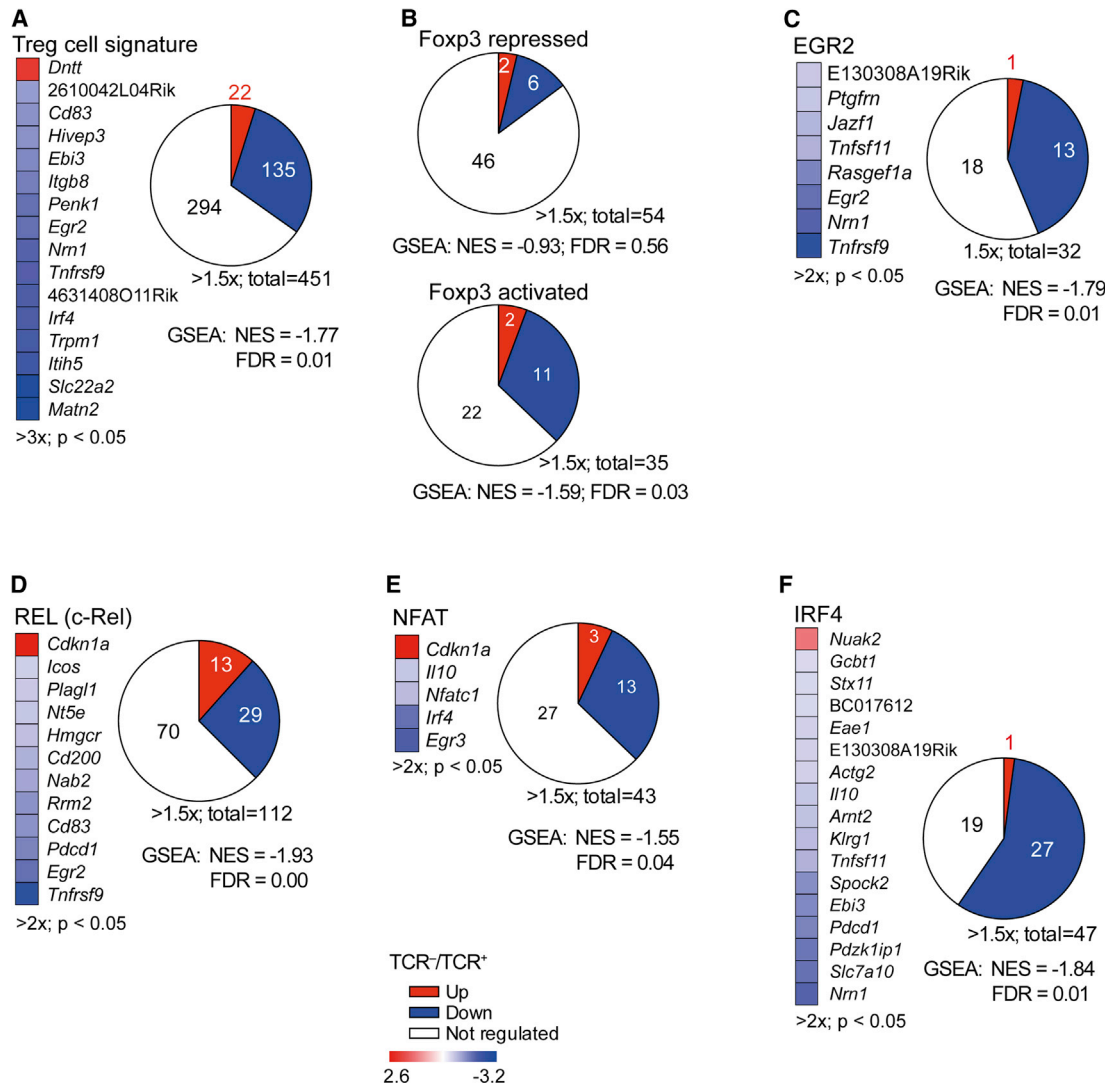 A
Treg cell signature
Dntt
2610042L04Rik
Cd83
Hivep3
Ebi3
Itgb8
Penk1
Egr2
Nrn1
Tnfrsf9
4631408O11Rik
Irf4
Trpm1
Itih5
Slc22a2
Matn2
>3x; p < 0.05
22
135
294
>1.5x; total=451
GSEA: NES = -1.77
FDR = 0.01
B
Foxp3 repressed
2
6
46
>1.5x; total=54
GSEA: NES = -0.93; FDR = 0.56
Foxp3 activated
2
11
22
>1.5x; total=35
GSEA: NES = -1.59; FDR = 0.03
C
EGR2
E130308A19Rik
Ptgfrn
Jazf1
Tnfsf11
Rasgef1a
Egr2
Nrn1
Tnfrsf9
>2x; p < 0.05
1
13
18
1.5x; total=32
GSEA: NES = -1.79
FDR = 0.01
D
REL (c-Rel)
Cdkn1a
Icos
Plagl1
Nt5e
Hmgcr
Cd200
Nab2
Rrm2
Cd83
Pdcd1
Egr2
Tnfrsf9
>2x; p < 0.05
13
29
70
>1.5x; total=112
GSEA: NES = -1.93
FDR = 0.00
E
NFAT
Cdkn1a
Il10
Nfatc1
Irf4
Egr3
>2x; p < 0.05
3
13
27
>1.5x; total=43
GSEA: NES = -1.55
FDR = 0.04
TCR⁻/TCR⁺
Up
Down
Not regulated
2.6 -3.2
F
IRF4
Nuak2
Gcbt1
Stx11
BC017612
Eae1
E130308A19Rik
Actg2
Il10
Arnt2
Klrg1
Tnfsf11
Spock2
Ebi3
Pdcd1
Pdzk1ip1
Slc7a10
Nrn1
>2x; p < 0.05
1
27
19
>1.5x; total=47
GSEA: NES = -1.84
FDR = 0.01